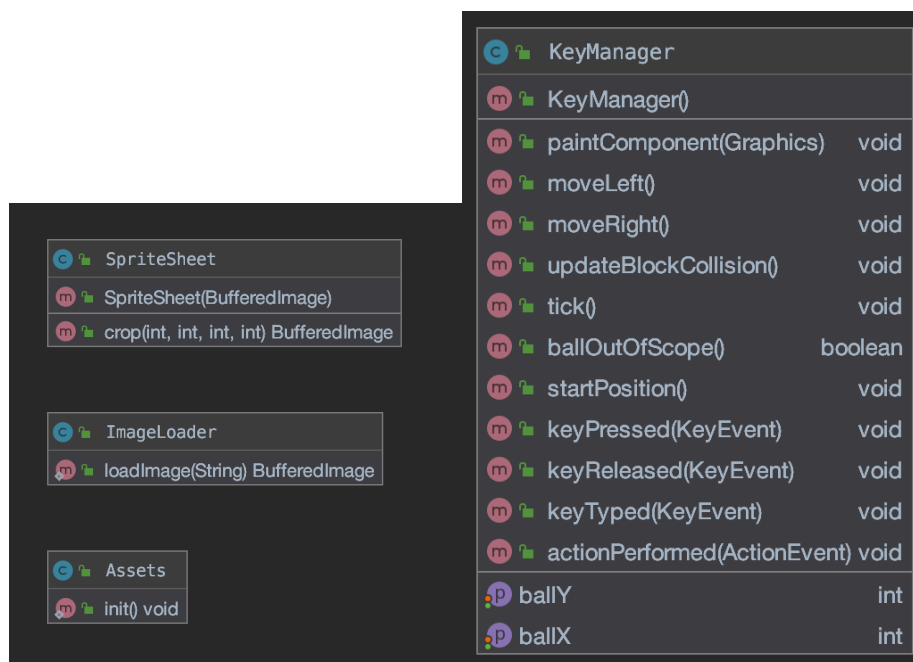 SpriteSheet
SpriteSheet(BufferedImage)
crop(int, int, int, int) BufferedImage
ImageLoader
loadImage(String) BufferedImage
Assets
init() void
KeyManager
KeyManager()
paintComponent(Graphics) void
moveLeft() void
moveRight() void
updateBlockCollision() void
tick() void
ballOutOfScope() boolean
startPosition() void
keyPressed(KeyEvent) void
keyReleased(KeyEvent) void
keyTyped(KeyEvent) void
actionPerformed(ActionEvent) void
ballY int
ballX int